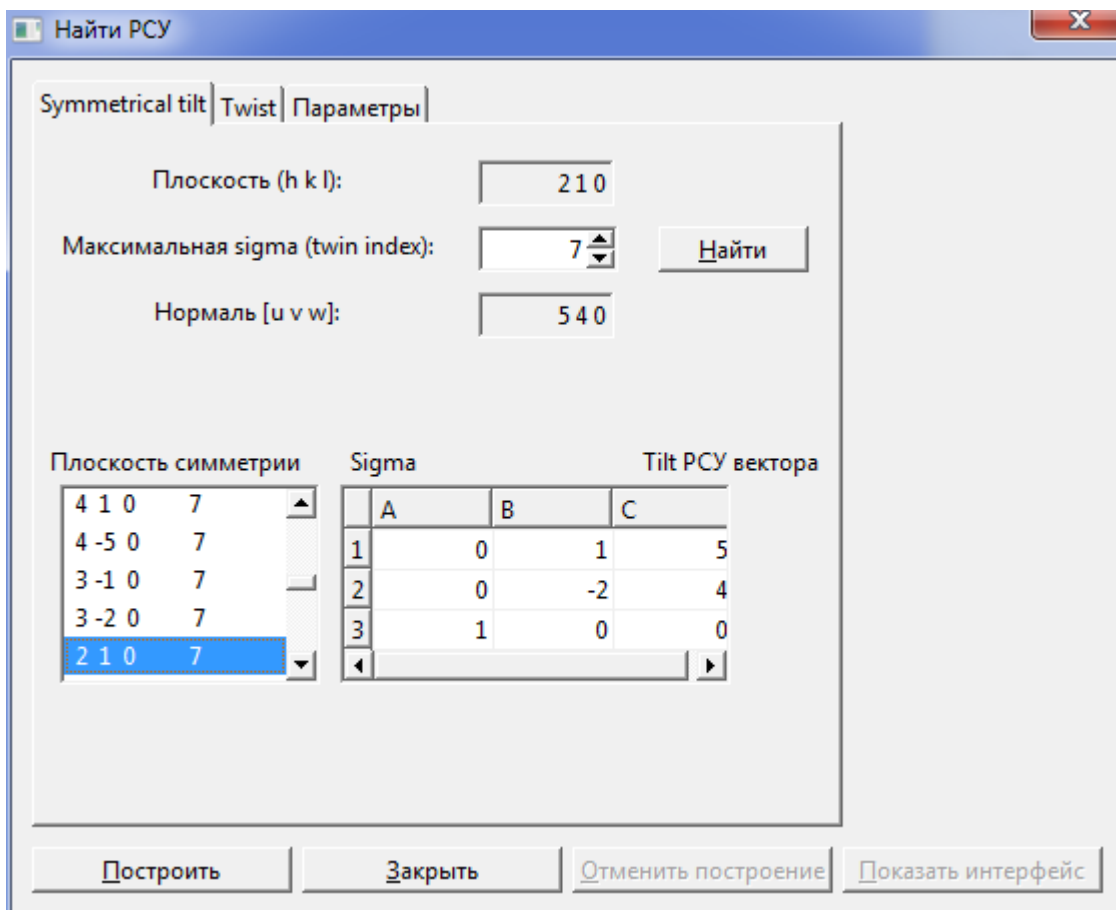 Найти РСУ
Symmetrical tilt Twist Параметры
Плоскость (h k l): 2 1 0
Максимальная sigma (twin index): 7 Найти
Нормаль [u v w]: 5 4 0
Плоскость симметрии Sigma Tilt РСУ вектора
4 1 0 7
4 -5 0 7
3 -1 0 7
3 -2 0 7
2 1 0 7
A B C
1 0 1 5
2 0 -2 4
3 1 0 0
Построить Закрыть Отменить построение Показать интерфейс